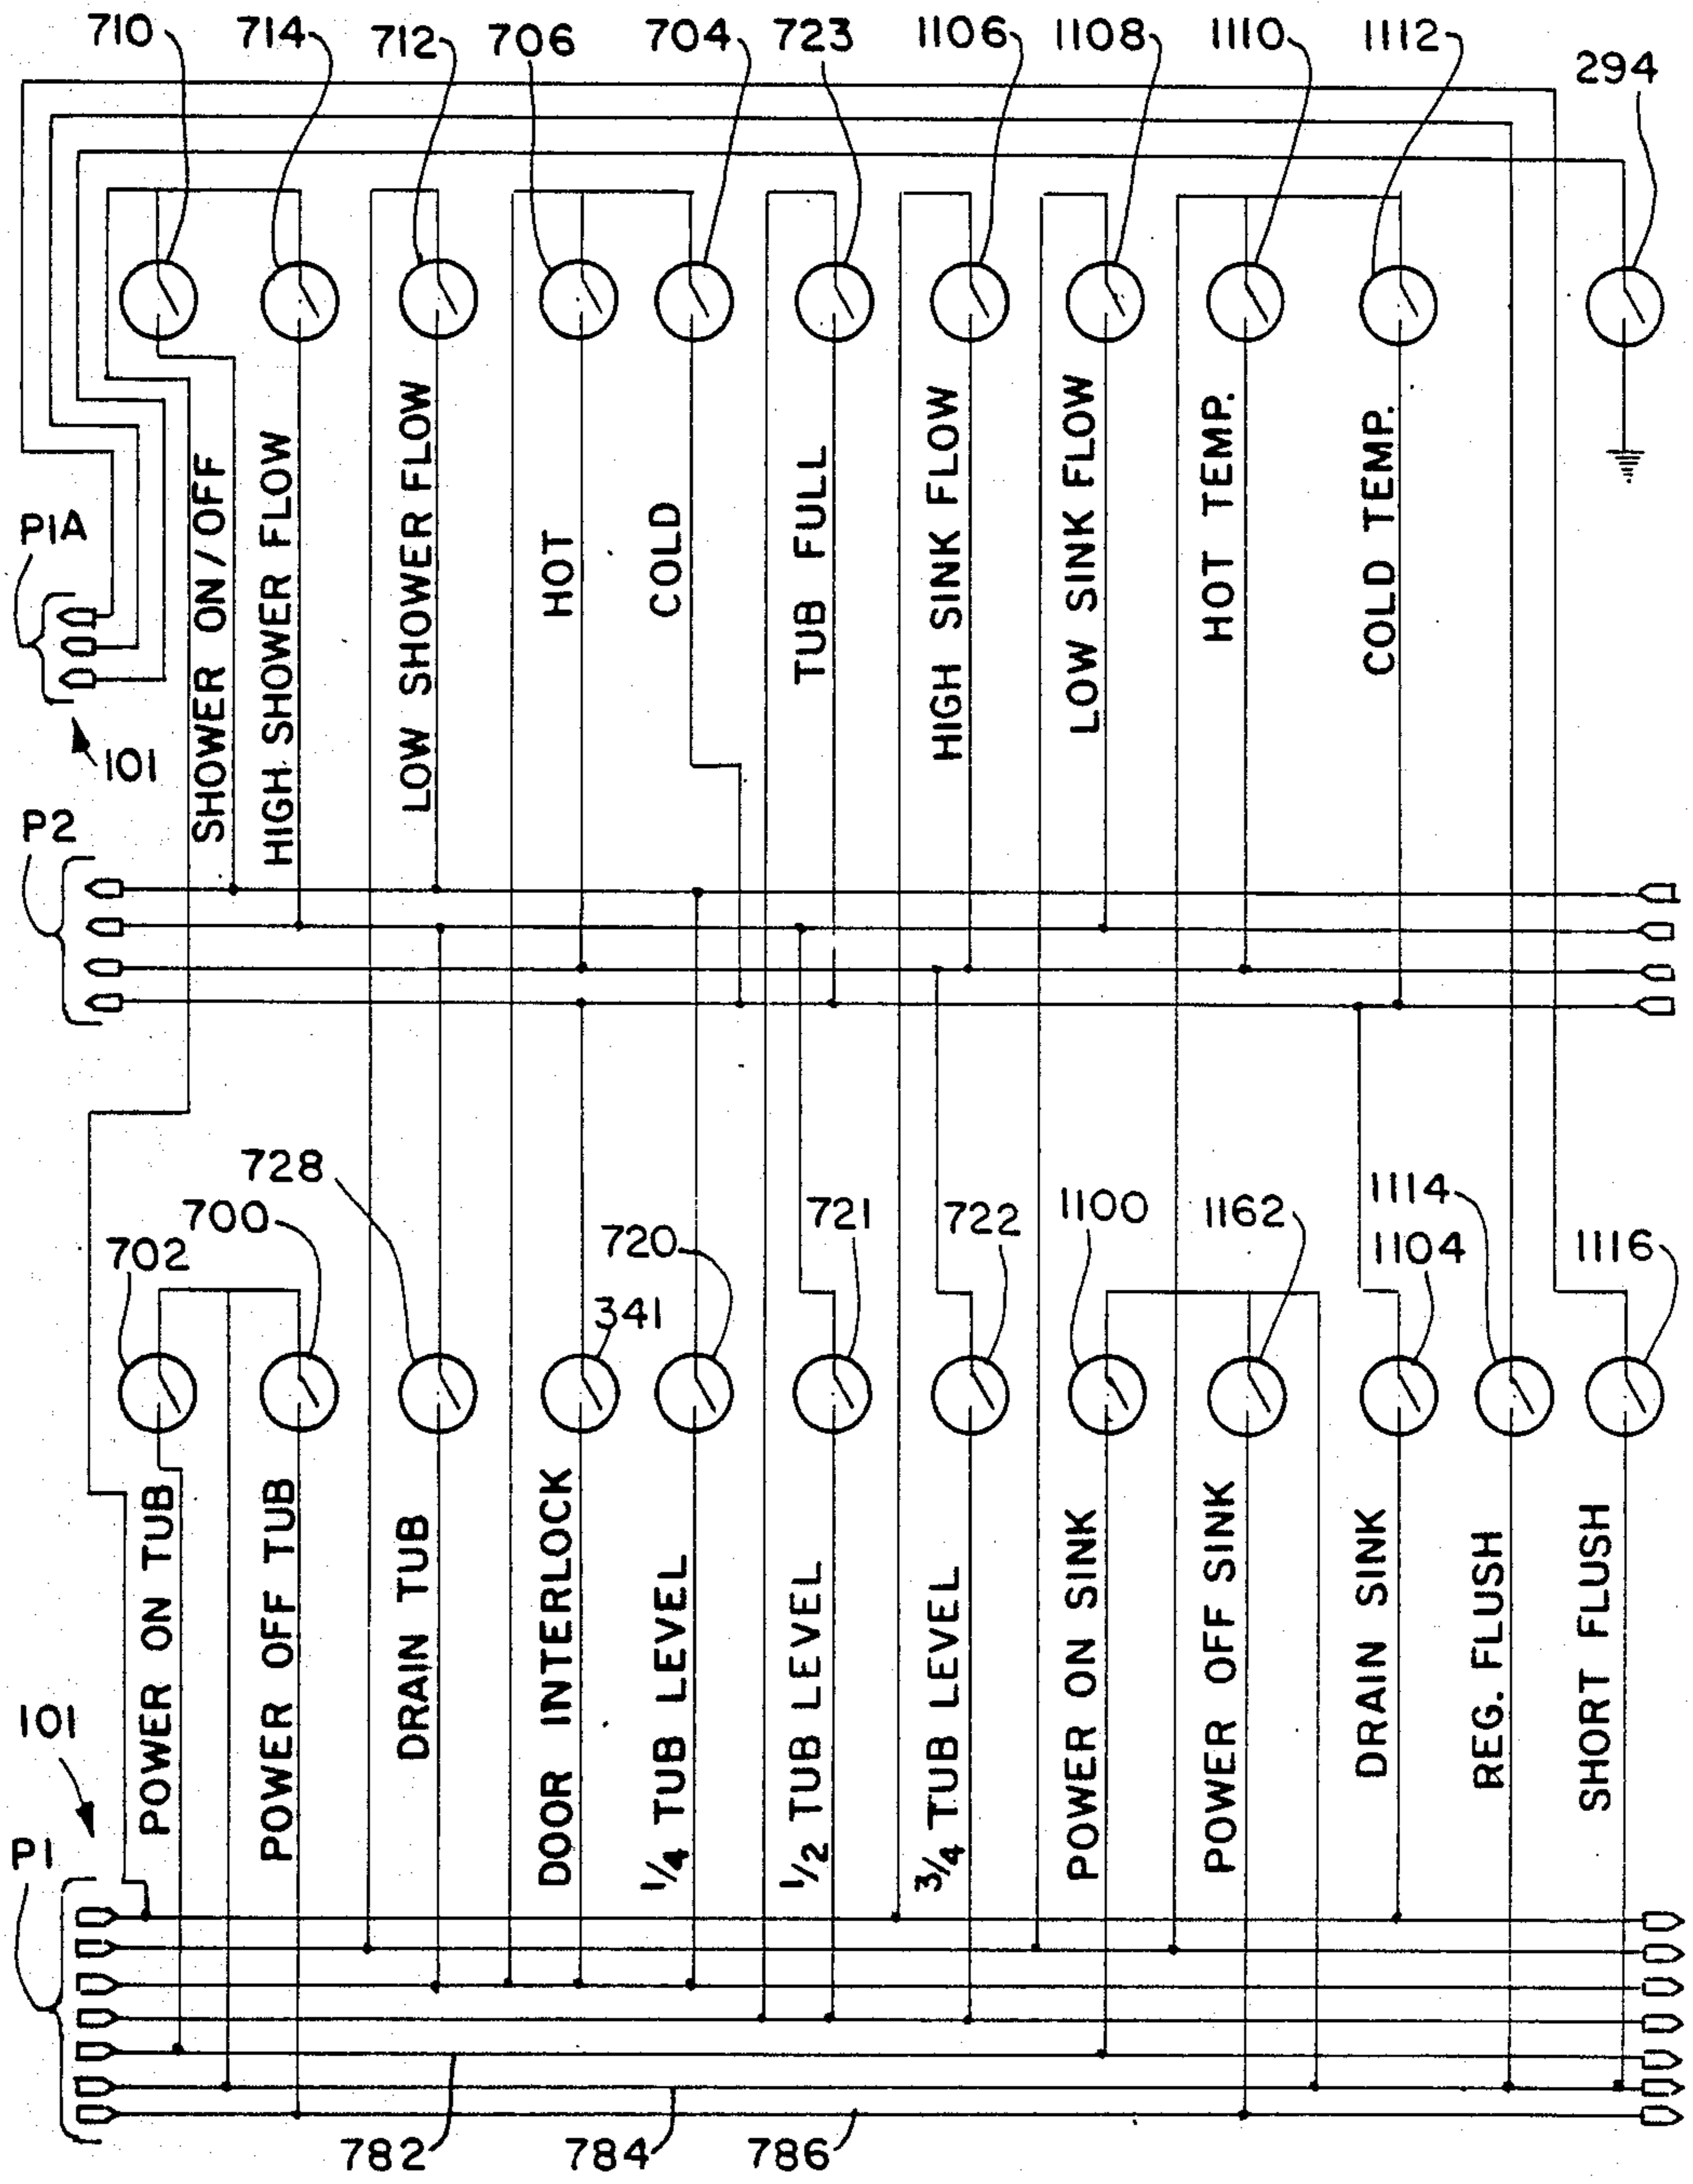 710 714 712 706 704 723 1106 1108 1110 1112
294
P1A
101
P2
SHOWER ON/OFF
HIGH SHOWER FLOW
LOW SHOWER FLOW
HOT
COLD
TUB FULL
HIGH SINK FLOW
LOW SINK FLOW
HOT TEMP.
COLD TEMP.
702
700
728
341
720
721
722
1100
1162
1114
1104
1116
POWER ON TUB
POWER OFF TUB
DRAIN TUB
DOOR INTERLOCK
1/4 TUB LEVEL
1/2 TUB LEVEL
3/4 TUB LEVEL
POWER ON SINK
POWER OFF SINK
DRAIN SINK
REG. FLUSH
SHORT FLUSH
101
P1
782 784 786